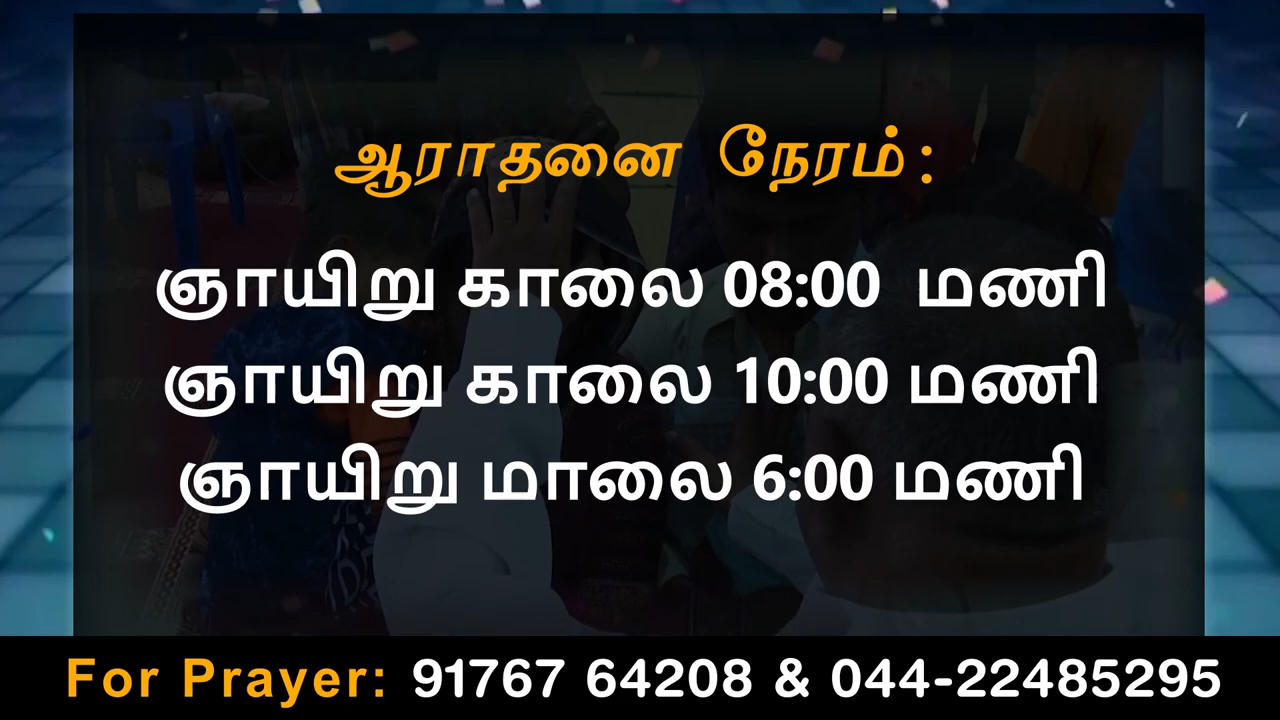 ஆராதனை நேரம்:
ஞாயிறு காலை 08:00 மணி
ஞாயிறு காலை 10:00 மணி
ஞாயிறு மாலை 6:00 மணி
For Prayer: 91767 64208 & 044-22485295